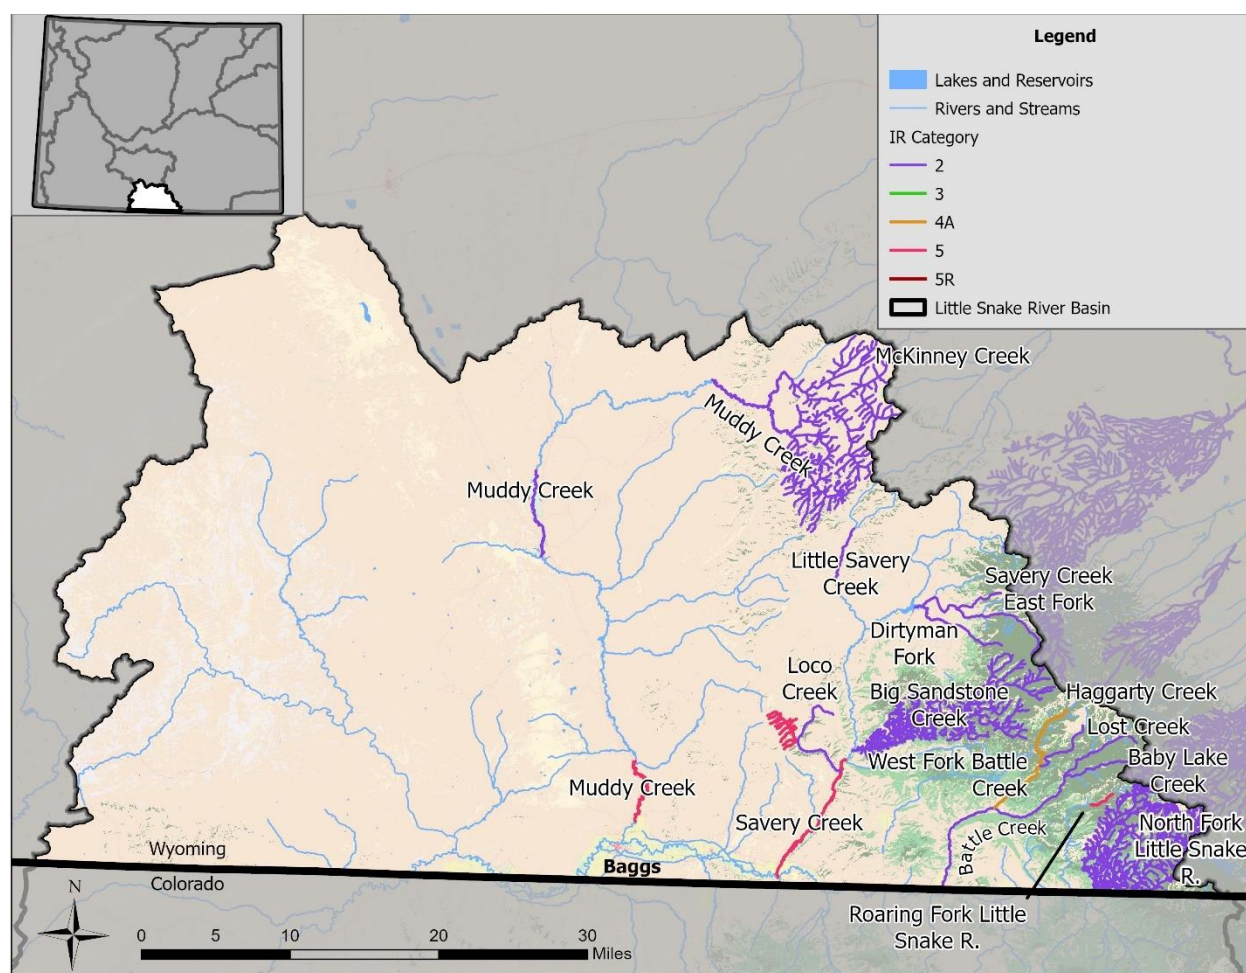 Legend
Lakes and Reservoirs
Rivers and Streams
IR Category
2
3
4A
5
5R
Little Snake River Basin
McKinney Creek
Muddy Creek
Muddy Creek
Little Savery
Creek
Savery Creek
East Fork
Dirtyman
Fork
Loco
Creek
Big Sandstone
Creek
Haggarty Creek
Lost Creek
West Fork Battle
Creek
Baby Lake
Creek
Muddy Creek
Savery Creek
Battle Creek
North Fork
Little Snake
R.
Wyoming
Colorado
Baggs
Roaring Fork Little
Snake R.
N
0 5 10 20 30
Miles